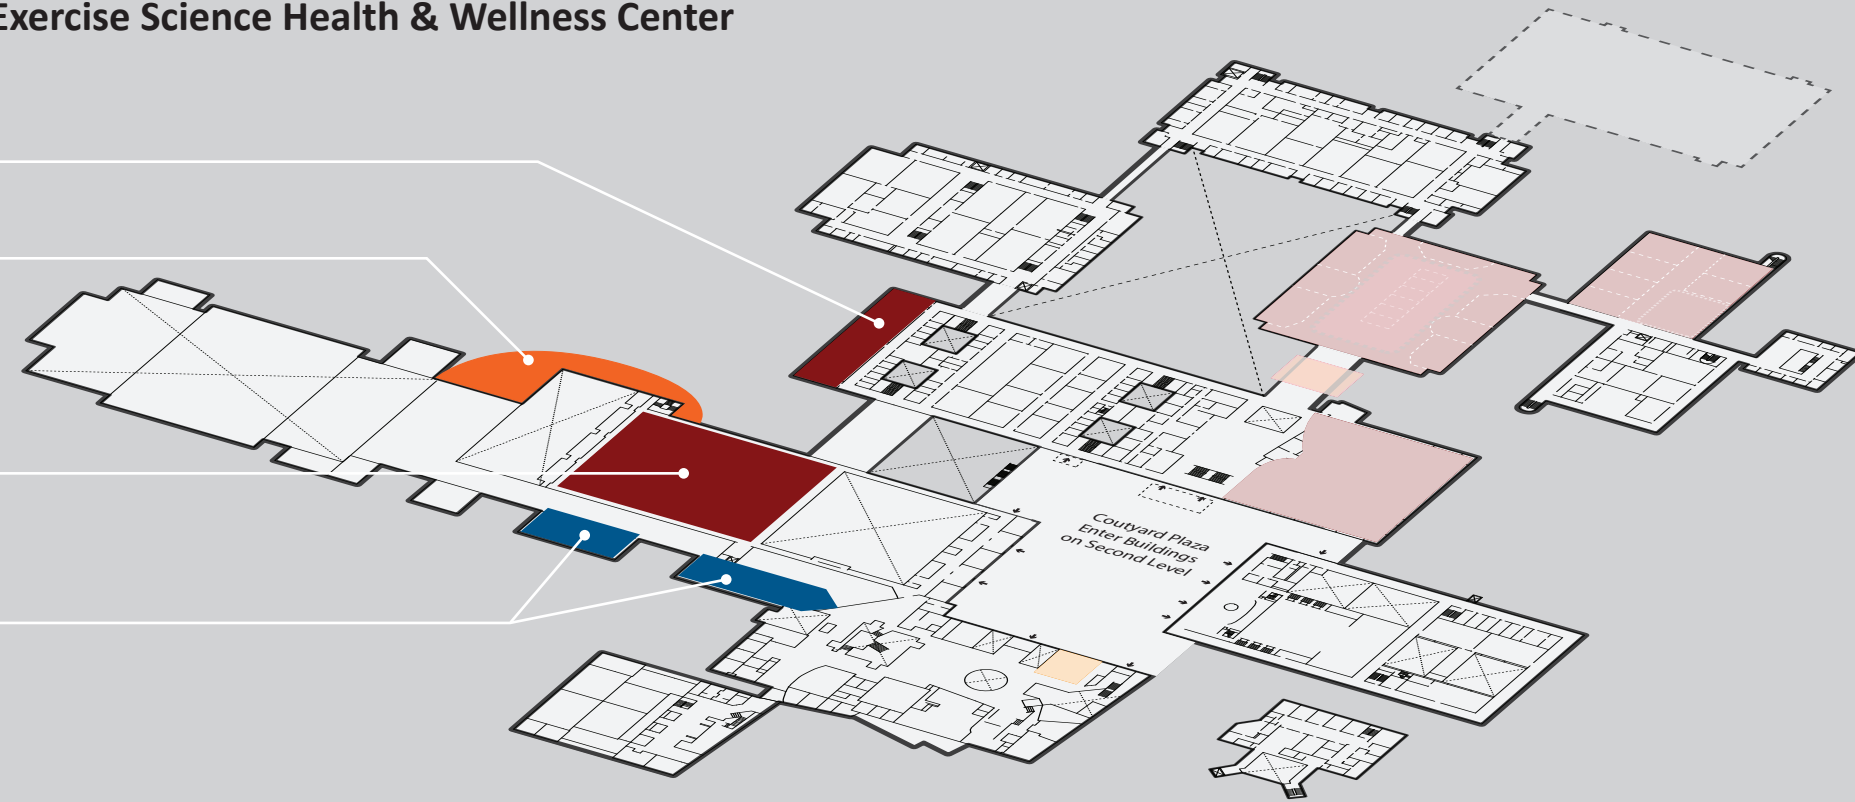 Exercise Science Health & Wellness Center
Coutyard Plaza
Enter Buildings
on Second Level